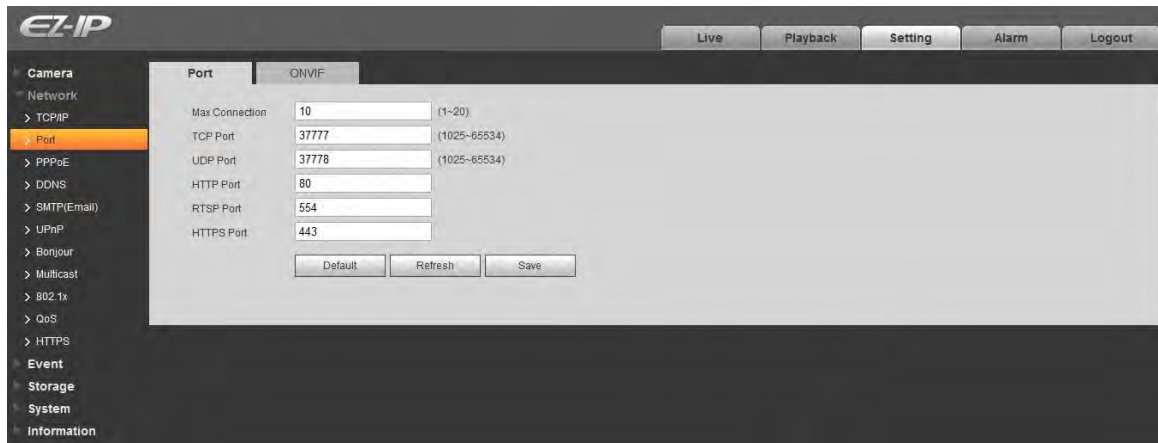 EZ-IP
Live Playback Setting Alarm Logout
Camera
Network
TCP/IP
Port
PPPoE
DDNS
SMTP(Email)
UPnP
Bonjour
Multicast
802.1x
QoS
HTTPS
Event
Storage
System
Information
Port ONVIF
Max Connection 10 (1~20)
TCP Port 37777 (1025~65534)
UDP Port 37778 (1025~65534)
HTTP Port 80
RTSP Port 554
HTTPS Port 443
Default Refresh Save